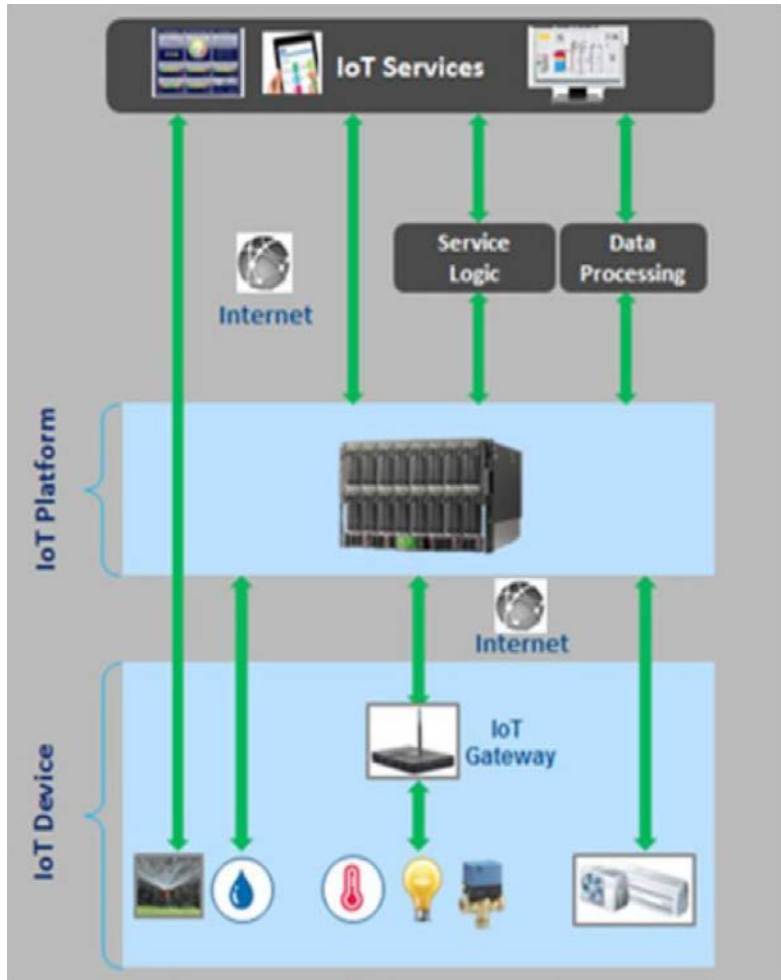 IoT Services
Service
Logic
Data
Processing
Internet
IoT Platform
Internet
IoT
Gateway
IoT Device